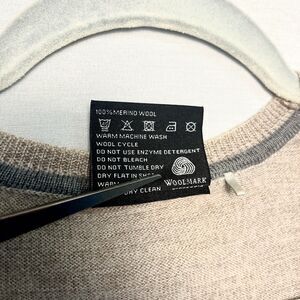 100% MERINO WOOL
WARM MACHINE WASH
WOOL CYCLE
DO NOT USE ENZYME DETERGENT
DO NOT BLEACH
DO NOT TUMBLE DRY
DRY FLAT IN
WARM
DRY CLEAN
WOOLMARK